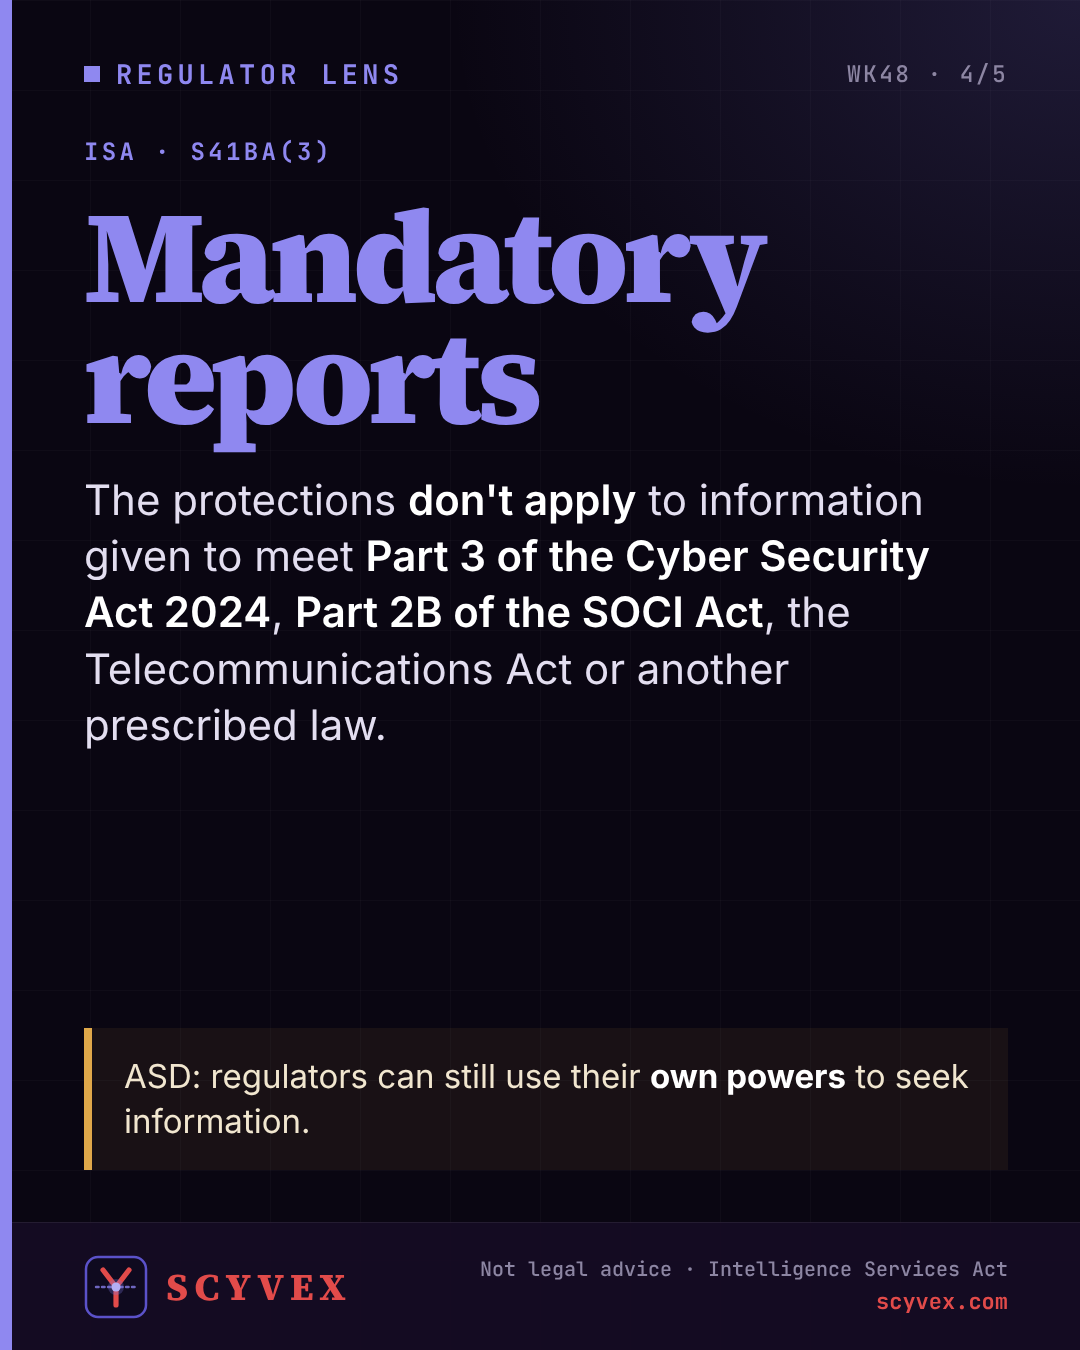 REGULATOR LENS
WK48 · 4/5
ISA · S41BA(3)
Mandatory
reports
The protections don't apply to information
given to meet Part 3 of the Cyber Security
Act 2024, Part 2B of the SOCI Act, the
Telecommunications Act or another
prescribed law.
ASD: regulators can still use their own powers to seek
information.
SCYVEX
Not legal advice · Intelligence Services Act
scyvex.com